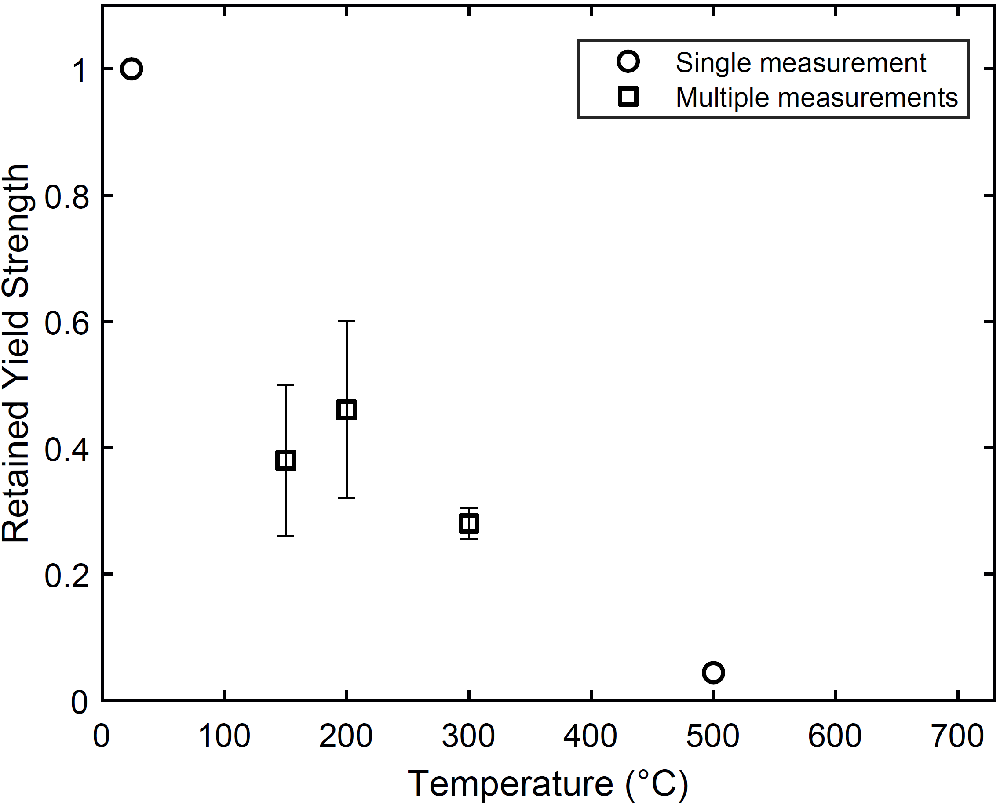 Single measurement
Multiple measurements
Retained Yield Strength
1
0.8
0.6
0.4
0.2
0
0 100 200 300 400 500 600 700
Temperature (°C)